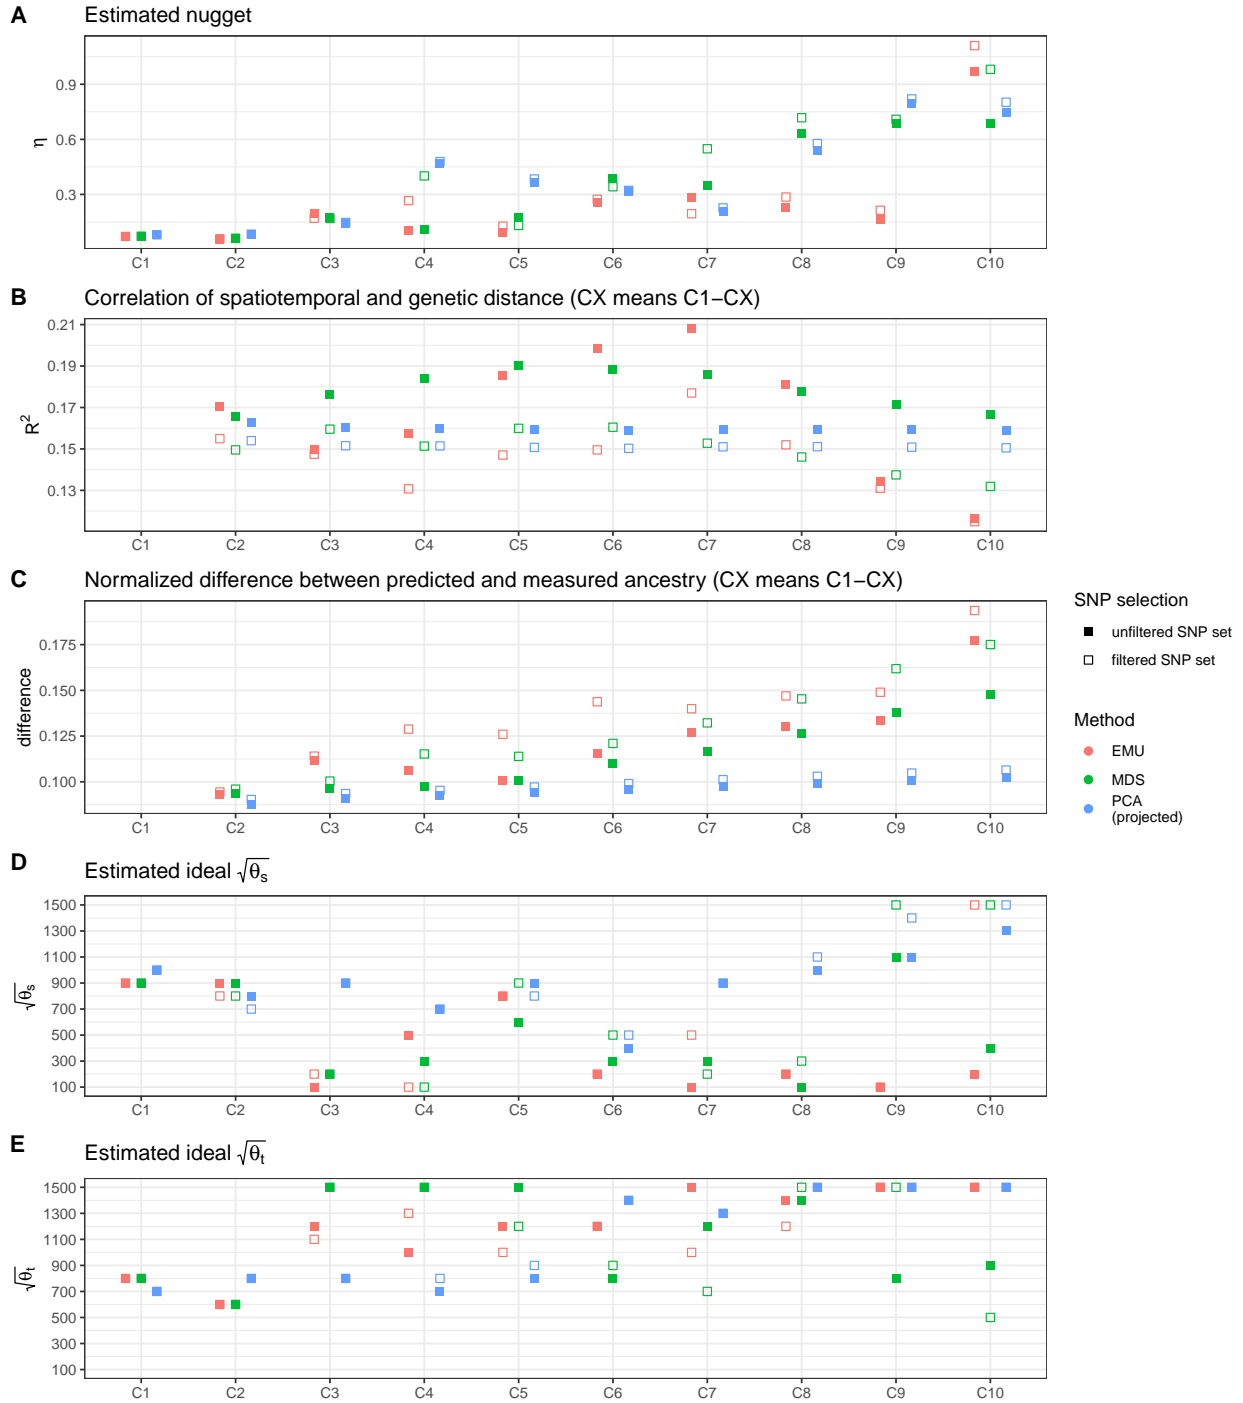 A Estimated nugget
η
0.9
0.6
0.3
C1 C2 C3 C4 C5 C6 C7 C8 C9 C10
B Correlation of spatiotemporal and genetic distance (CX means C1−CX)
R²
0.21
0.19
0.17
0.15
0.13
C1 C2 C3 C4 C5 C6 C7 C8 C9 C10
C Normalized difference between predicted and measured ancestry (CX means C1−CX)
difference
0.175
0.150
0.125
0.100
C1 C2 C3 C4 C5 C6 C7 C8 C9 C10
SNP selection
unfiltered SNP set
filtered SNP set
Method
EMU
MDS
PCA
(projected)
D Estimated ideal √θs
√θs
1500
1300
1100
900
700
500
300
100
C1 C2 C3 C4 C5 C6 C7 C8 C9 C10
E Estimated ideal √θt
√θt
1500
1300
1100
900
700
500
300
100
C1 C2 C3 C4 C5 C6 C7 C8 C9 C10